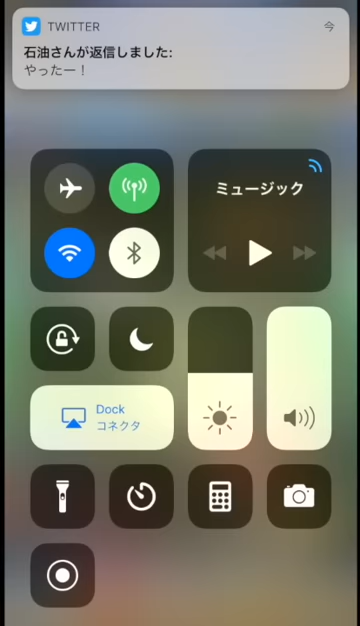 TWITTER
今
石油さんが返信しました:
やったー！
ミュージック
Dock
コネクタ